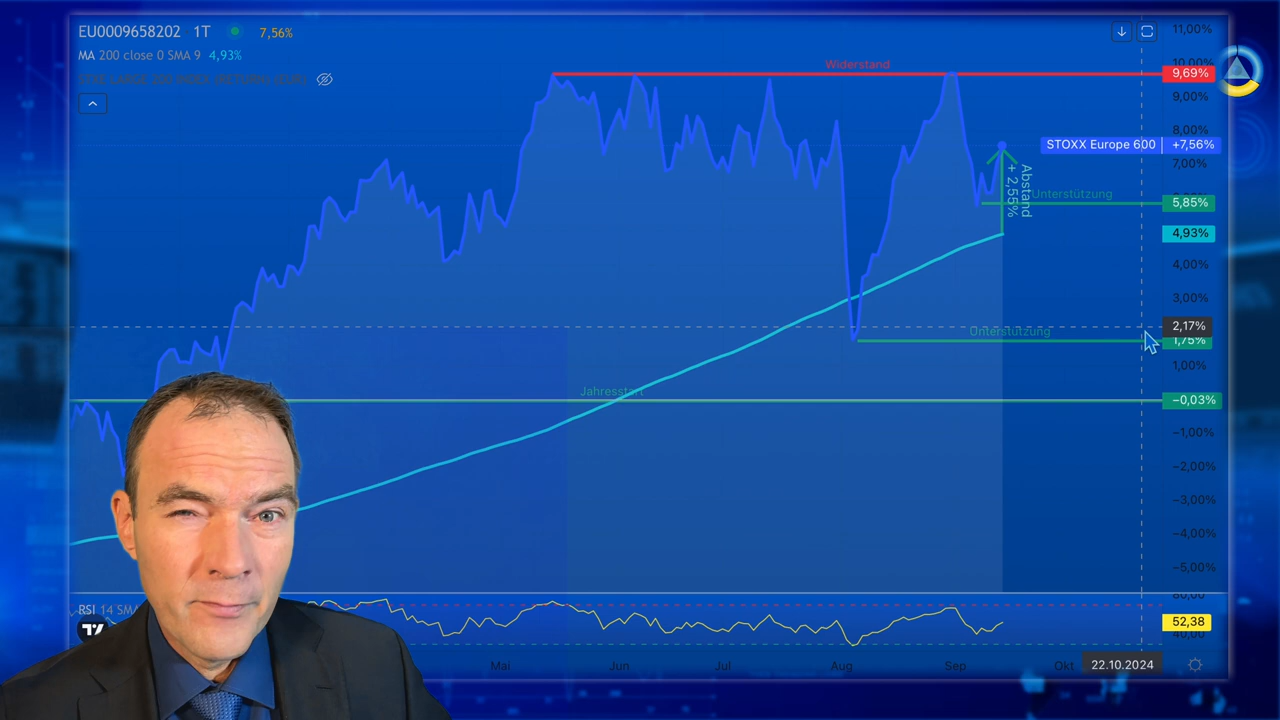 EU0009658202 1T 7,56%
MA 200 close 0 SMA 9 4,93%
11,00%
10,00%
Widerstand
9,69%
9,00%
8,00%
STOXX Europe 600 +7,56%
7,00%
Abstand
+ 2,55%
Unterstützung
5,85%
4,93%
4,00%
3,00%
2,17%
Unterstützung
1,75%
1,00%
Jahresstart
−0,03%
−1,00%
−2,00%
−3,00%
−4,00%
−5,00%
80,00
RSI 14 SMA
52,38
40,00
Mai Jun Jul Aug Sep Okt 22.10.2024